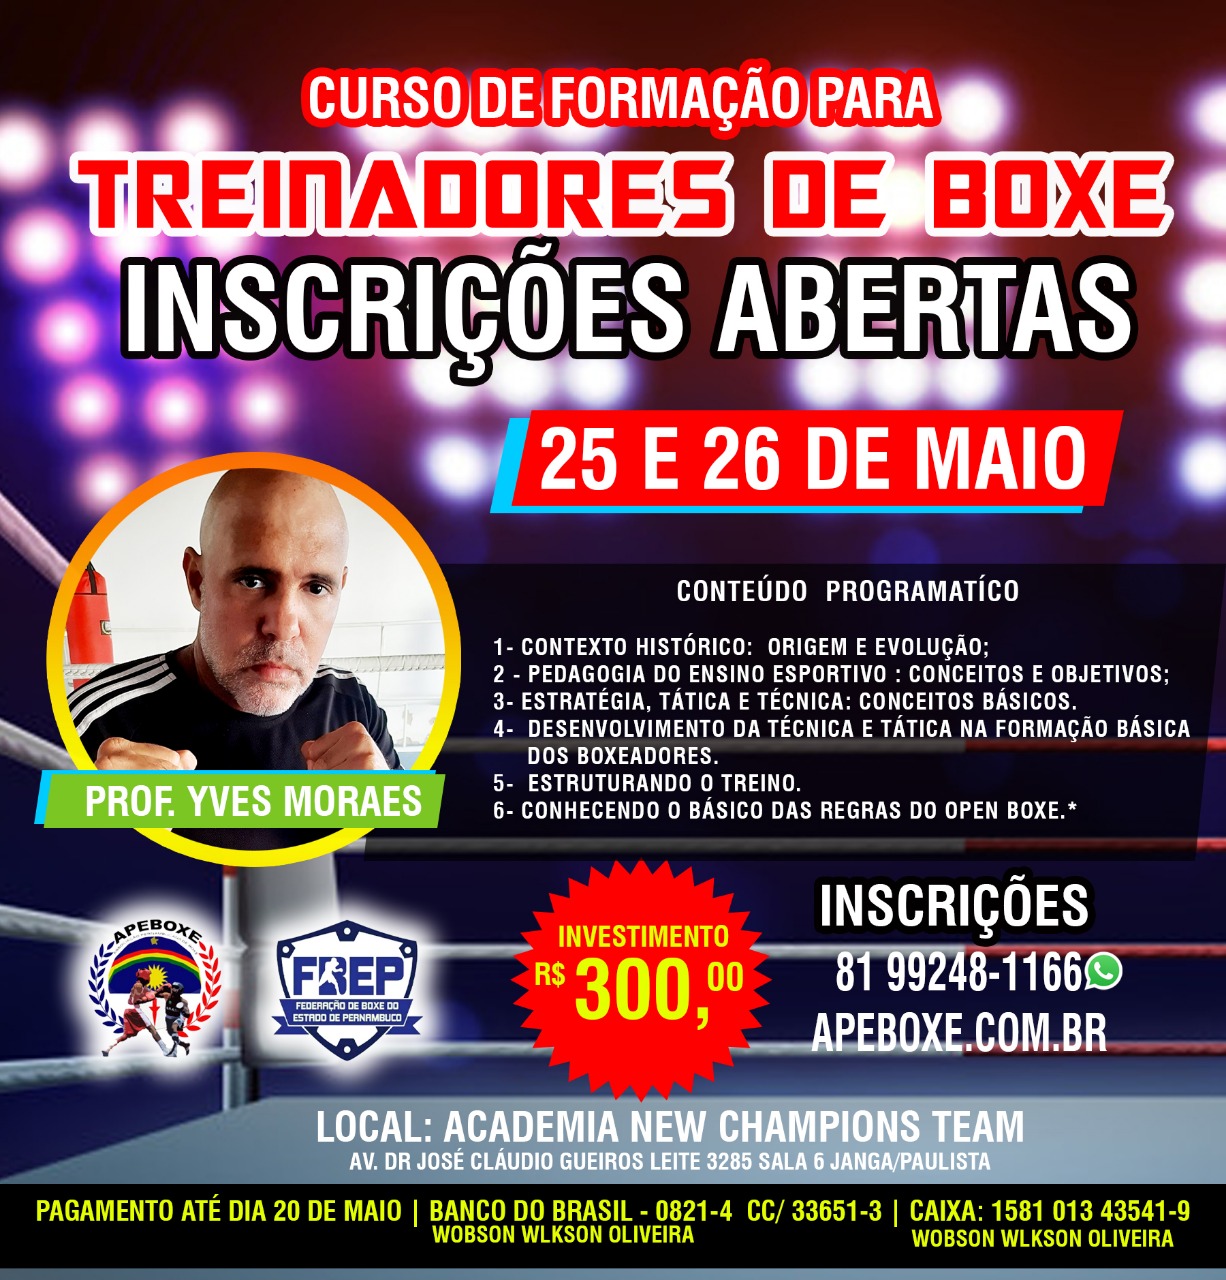 CURSO DE FORMAÇÃO PARA
TREINADORES DE BOXE
INSCRIÇÕES ABERTAS
25 E 26 DE MAIO
CONTEÚDO PROGRAMATÍCO
1- CONTEXTO HISTÓRICO: ORIGEM E EVOLUÇÃO;
2 - PEDAGOGIA DO ENSINO ESPORTIVO : CONCEITOS E OBJETIVOS;
3- ESTRATÉGIA, TÁTICA E TÉCNICA: CONCEITOS BÁSICOS.
4- DESENVOLVIMENTO DA TÉCNICA E TÁTICA NA FORMAÇÃO BÁSICA
DOS BOXEADORES.
5- ESTRUTURANDO O TREINO.
6- CONHECENDO O BÁSICO DAS REGRAS DO OPEN BOXE.*
PROF. YVES MORAES
APEBOXE
FBEP
FEDERAÇÃO DE BOXE DO
ESTADO DE PERNAMBUCO
INVESTIMENTO
R$ 300,00
INSCRIÇÕES
81 99248-1166
APEBOXE.COM.BR
LOCAL: ACADEMIA NEW CHAMPIONS TEAM
AV. DR JOSÉ CLÁUDIO GUEIROS LEITE 3285 SALA 6 JANGA/PAULISTA
PAGAMENTO ATÉ DIA 20 DE MAIO | BANCO DO BRASIL - 0821-4 CC/ 33651-3 | CAIXA: 1581 013 43541-9
WOBSON WLKSON OLIVEIRA WOBSON WLKSON OLIVEIRA